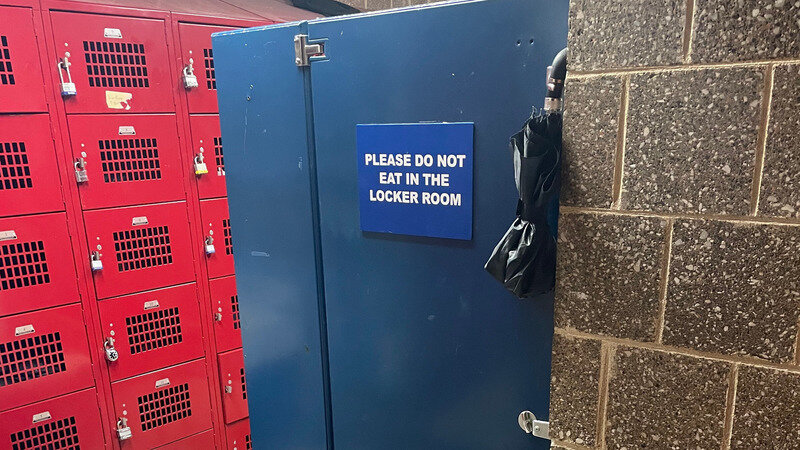 PLEASE DO NOT
EAT IN THE
LOCKER ROOM